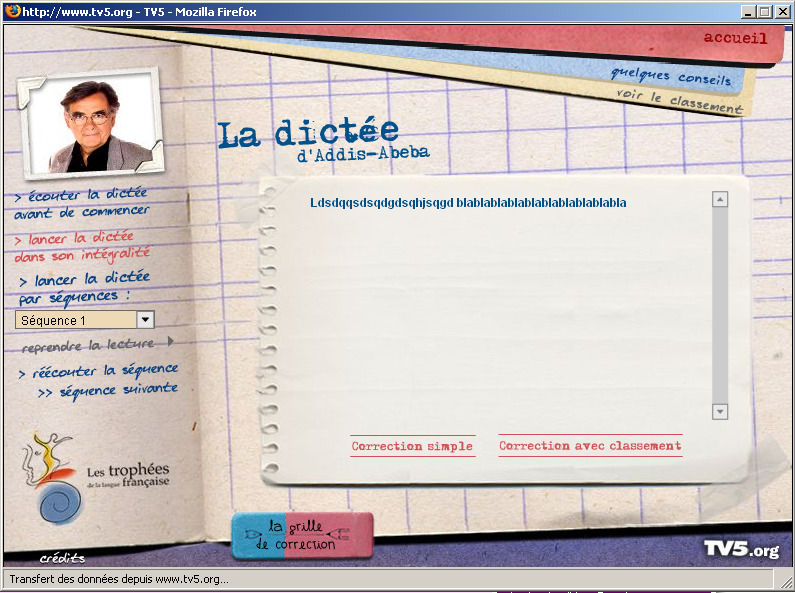 http://www.tv5.org - TV5 - Mozilla Firefox
accueil
quelques conseils
voir le classement
La dictée
d'Addis-Abeba
> écouter la dictée
avant de commencer
> lancer la dictée
dans son intégralité
> lancer la dictée
par séquences :
Séquence 1
reprendre la lecture
> réécouter la séquence
>> séquence suivante
Ldsdqqsdsqdgdsqhjsqgd blablablablablablablablablablabla
Correction simple
Correction avec classement
Les trophées
de la langue française
la grille
de correction
crédits
TV5.org
Transfert des données depuis www.tv5.org...